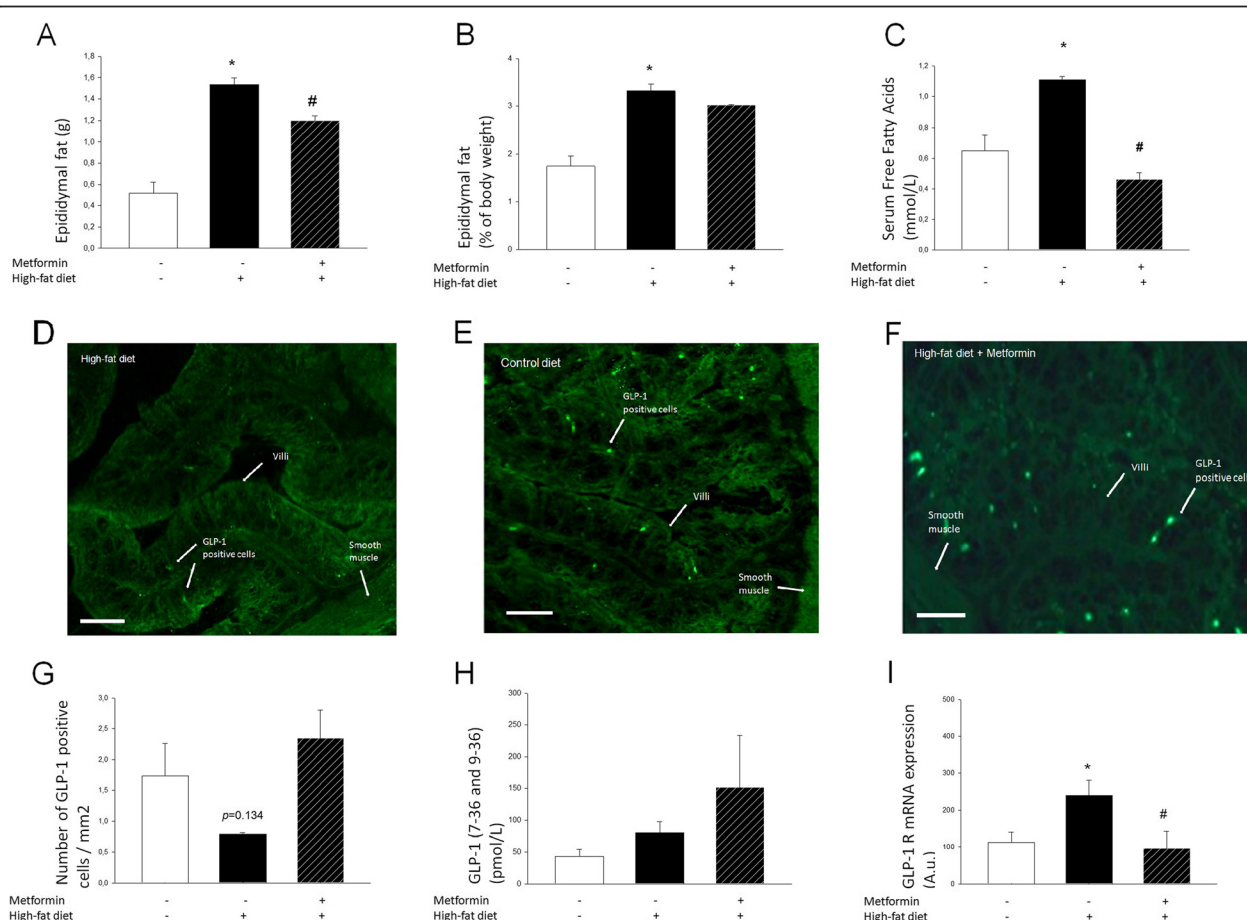 A
Epididymal fat (g)
1,8
1,6
1,4
1,2
1,0
0,8
0,6
0,4
0,2
0,0
*
#
Metformin - - +
High-fat diet - + +
B
Epididymal fat
(% of body weight)
4
3
2
1
0
*
Metformin - - +
High-fat diet - + +
C
Serum Free Fatty Acids
(mmol/L)
1,2
1,0
0,8
0,6
0,4
0,2
0,0
*
#
Metformin - - +
High-fat diet - + +
D
High-fat diet
Villi
GLP-1
positive cells
Smooth
muscle
E
Control diet
GLP-1
positive cells
Villi
Smooth
muscle
F
High-fat diet + Metformin
Villi
GLP-1
positive cell
Smooth
muscle
G
Number of GLP-1 positive
cells / mm2
3,0
2,5
2,0
1,5
1,0
0,5
0,0
p=0.134
Metformin - - +
High-fat diet - + +
H
GLP-1 (7-36 and 9-36)
(pmol/L)
300
250
200
150
100
50
0
Metformin - - +
High-fat diet - + +
I
GLP-1 R mRNA expression
(A.u.)
500
400
300
200
100
0
*
#
Metformin - - +
High-fat diet - + +